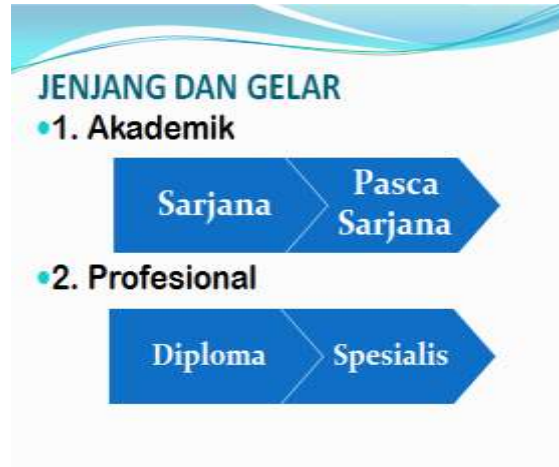 JENJANG DAN GELAR
•1. Akademik
Sarjana
Pasca
Sarjana
•2. Profesional
Diploma
Spesialis